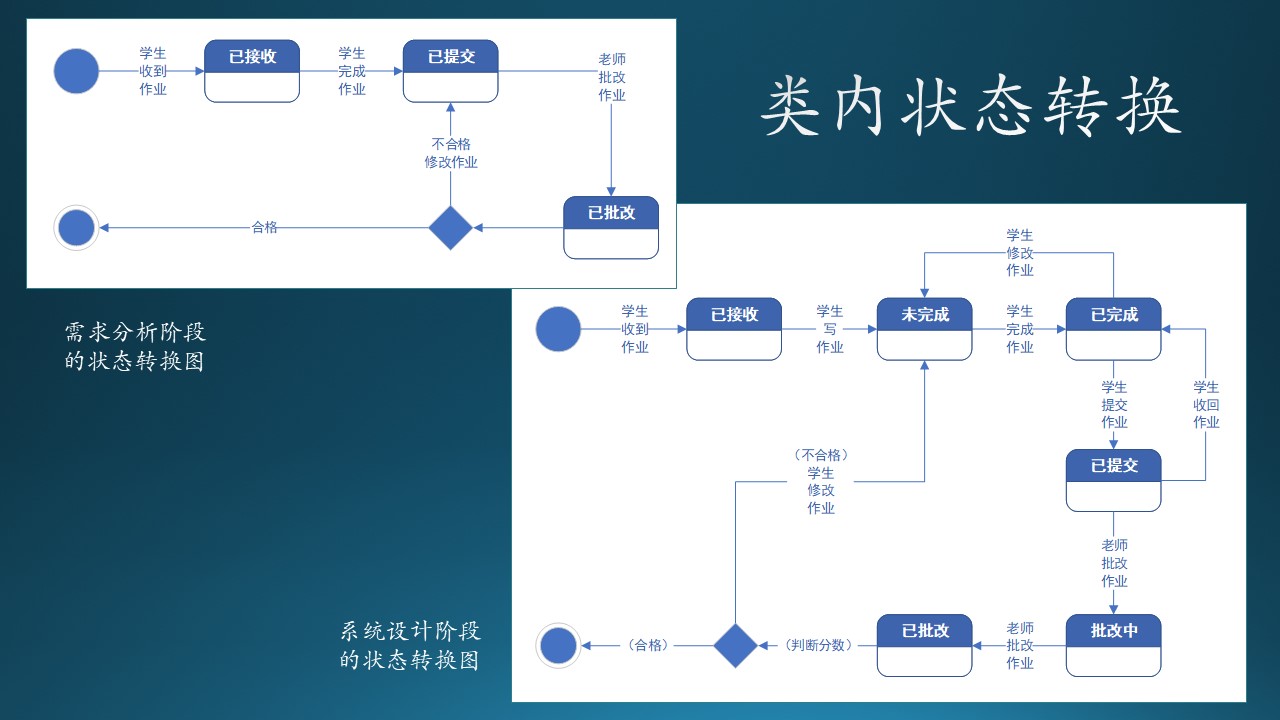 类内状态转换
学生
收到
作业
已接收
学生
完成
作业
已提交
老师
批改
作业
不合格
修改作业
已批改
合格
需求分析阶段
的状态转换图
学生
修改
作业
学生
收到
作业
已接收
学生
写
作业
未完成
学生
完成
作业
已完成
学生
提交
作业
学生
收回
作业
已提交
（不合格）
学生
修改
作业
老师
批改
作业
（合格）
（判断分数）
已批改
老师
批改
作业
批改中
系统设计阶段
的状态转换图